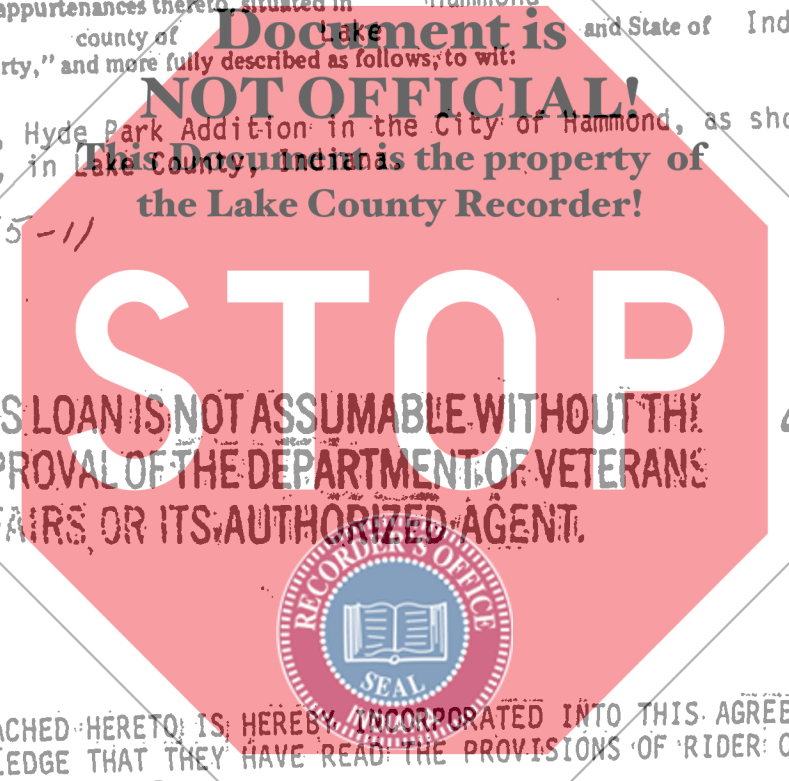 appurtenances thereto, situated in Hammond
county of Lake and State of Ind
Document is
rty," and more fully described as follows, to wit:
NOT OFFICIAL!
, Hyde Park Addition in the City of Hammond, as sho
This Document is the property of
, in Lake County, Indiana.
the Lake County Recorder!
5-11
STOP
S LOAN IS NOT ASSUMABLE WITHOUT THE
PROVAL OF THE DEPARTMENT OF VETERANS
FAIRS OR ITS AUTHORIZED AGENT.
RECORDER'S OFFICE
SEAL
ACHED HERETO IS HEREBY INCORPORATED INTO THIS AGREE
LEDGE THAT THEY HAVE READ THE PROVISIONS OF RIDER